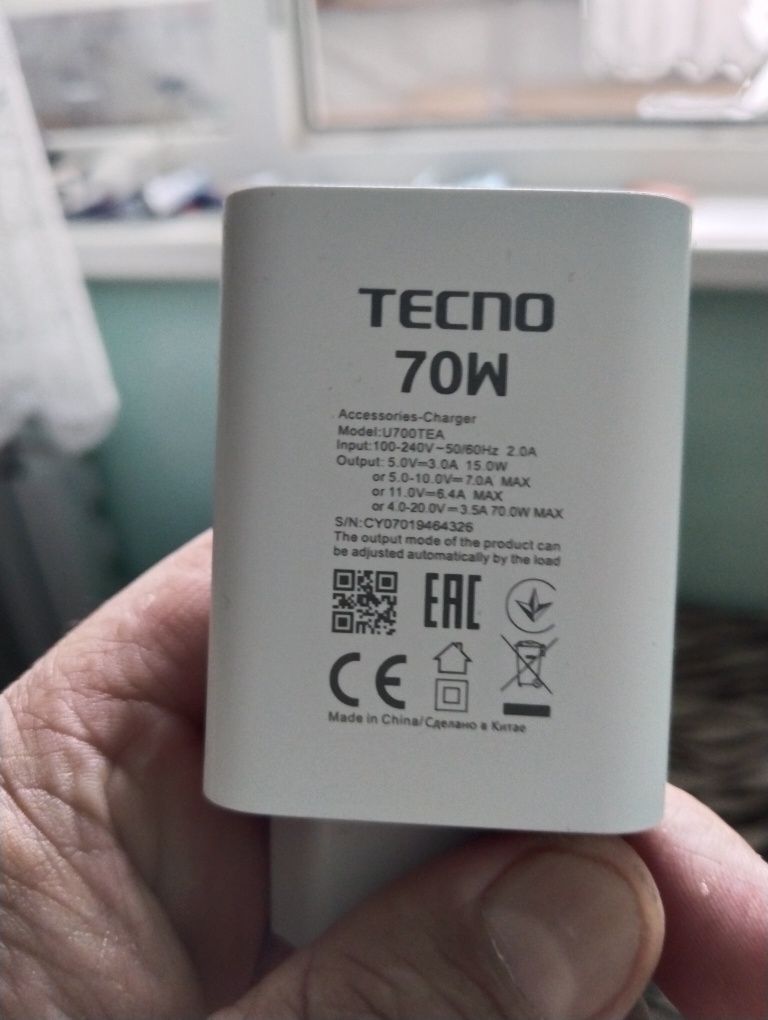 TECNO
70W
Accessories-Charger
Model:U700TEA
Input:100-240V~50/60Hz 2.0A
Output: 5.0V⎓3.0A 15.0W
or 5.0-10.0V⎓7.0A MAX
or 11.0V⎓6.4A MAX
or 4.0-20.0V⎓3.5A 70.0W MAX
S/N:CY07019464326
The output mode of the product can
be adjusted automatically by the load
EAC
CE
Made in China/Сделано в Китае